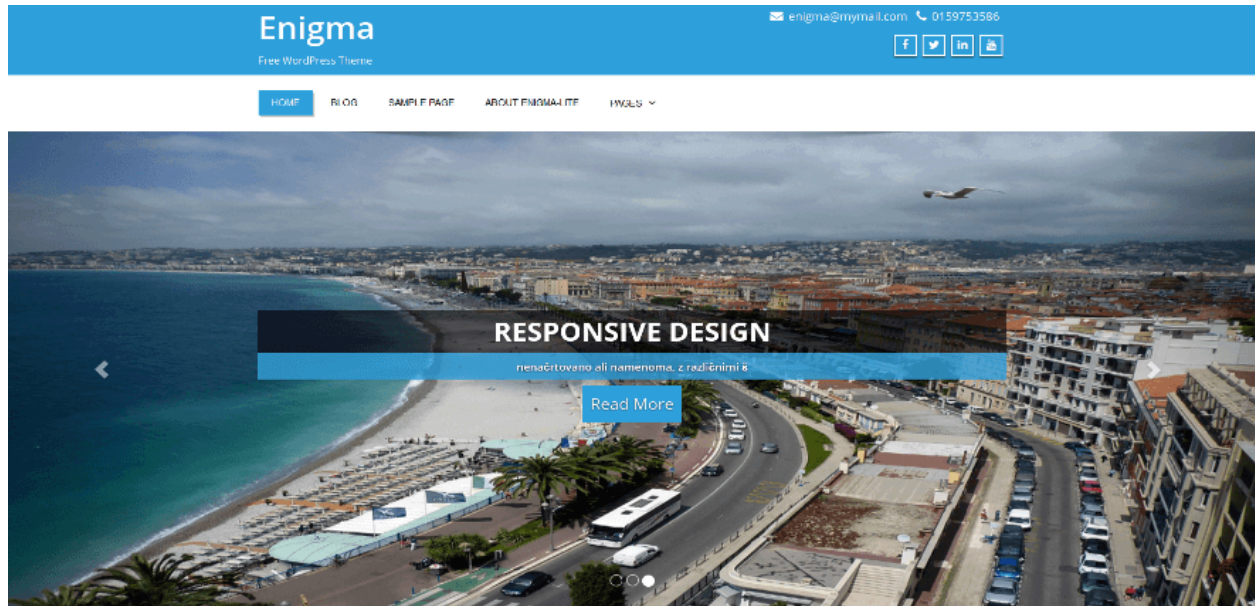 Enigma
Free WordPress Theme
enigma@mymail.com 0159753586
HOME BLOG SAMPLE PAGE ABOUT ENIGMA-LITE PAGES
RESPONSIVE DESIGN
nenačrtovano ali namenoma, z različnimi š
Read More